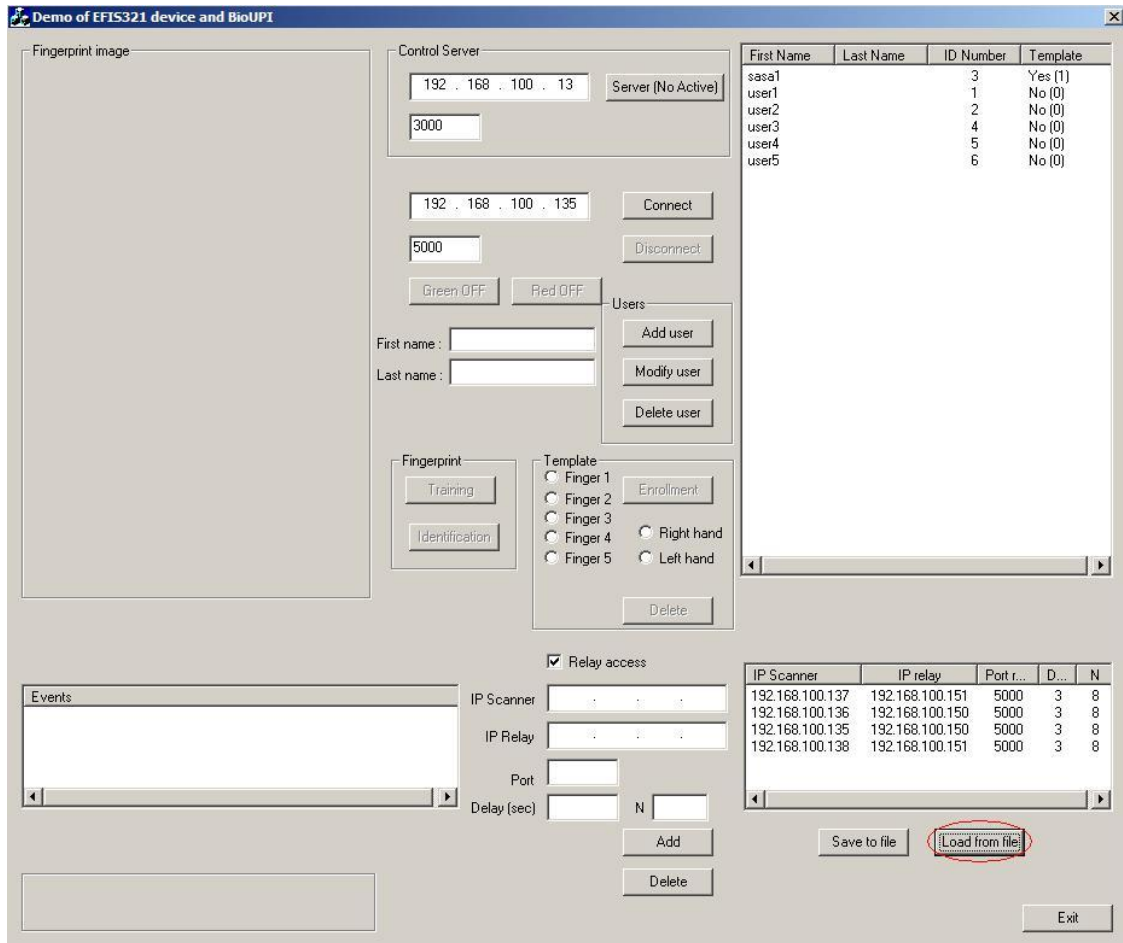 Demo of EFIS321 device and BioUPI
Fingerprint image
Control Server
192 . 168 . 100 . 13
Server (No Active)
3000
192 . 168 . 100 . 135
Connect
5000
Disconnect
Green OFF
Red OFF
Users
First name :
Add user
Last name :
Modify user
Delete user
Fingerprint
Training
Identification
Template
Finger 1
Finger 2
Finger 3
Finger 4
Finger 5
Enrollment
Right hand
Left hand
Delete
First Name Last Name ID Number Template
sasa1 3 Yes (1)
user1 1 No (0)
user2 2 No (0)
user3 4 No (0)
user4 5 No (0)
user5 6 No (0)
Events
Relay access
IP Scanner . . .
IP Relay . . .
Port
Delay (sec) N
Add
Delete
IP Scanner IP relay Port r... D... N
192.168.100.137 192.168.100.151 5000 3 8
192.168.100.136 192.168.100.150 5000 3 8
192.168.100.135 192.168.100.150 5000 3 8
192.168.100.138 192.168.100.151 5000 3 8
Save to file
Load from file
Exit